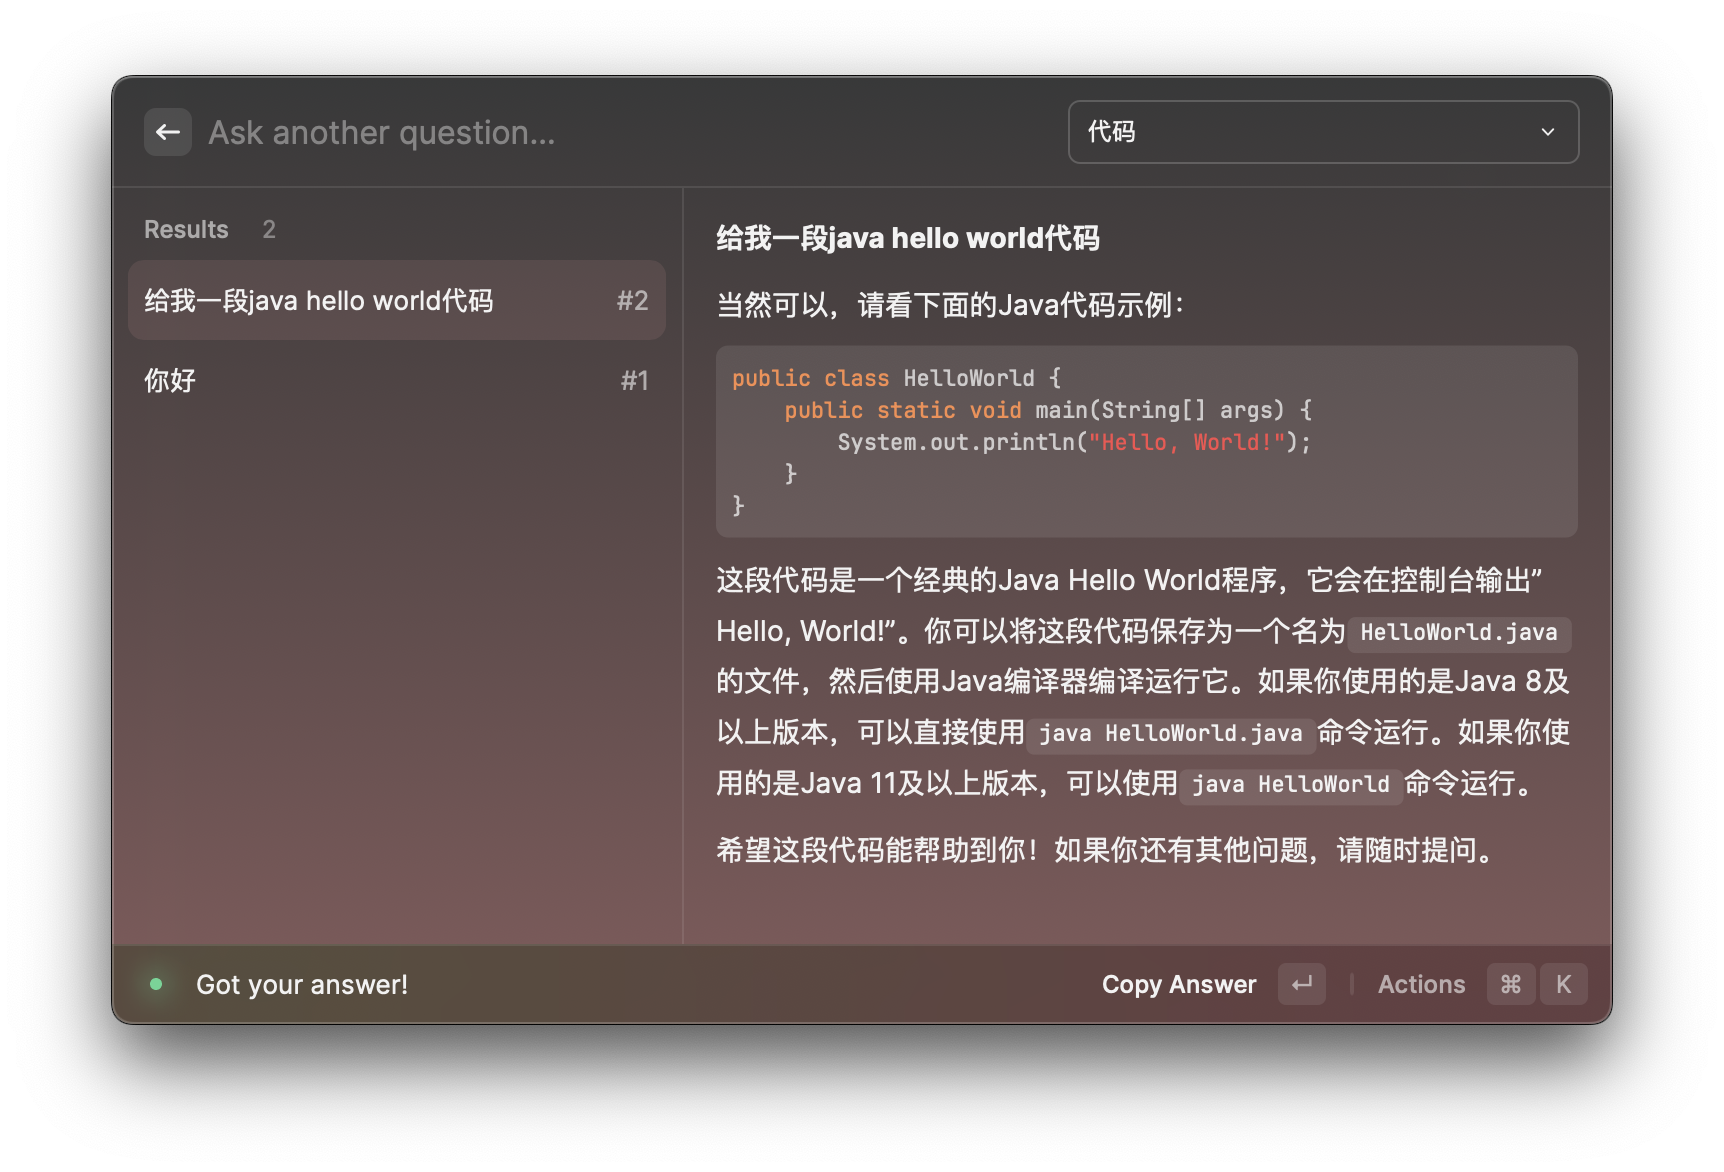 Ask another question...
代码
Results 2
给我一段java hello world代码 #2
你好 #1
给我一段java hello world代码
当然可以，请看下面的Java代码示例：
public class HelloWorld {
    public static void main(String[] args) {
        System.out.println("Hello, World!");
    }
}
这段代码是一个经典的Java Hello World程序，它会在控制台输出”
Hello, World!”。你可以将这段代码保存为一个名为 HelloWorld.java
的文件，然后使用Java编译器编译运行它。如果你使用的是Java 8及
以上版本，可以直接使用 java HelloWorld.java 命令运行。如果你使
用的是Java 11及以上版本，可以使用 java HelloWorld 命令运行。
希望这段代码能帮助到你！如果你还有其他问题，请随时提问。
Got your answer!
Copy Answer ↵ | Actions ⌘ K